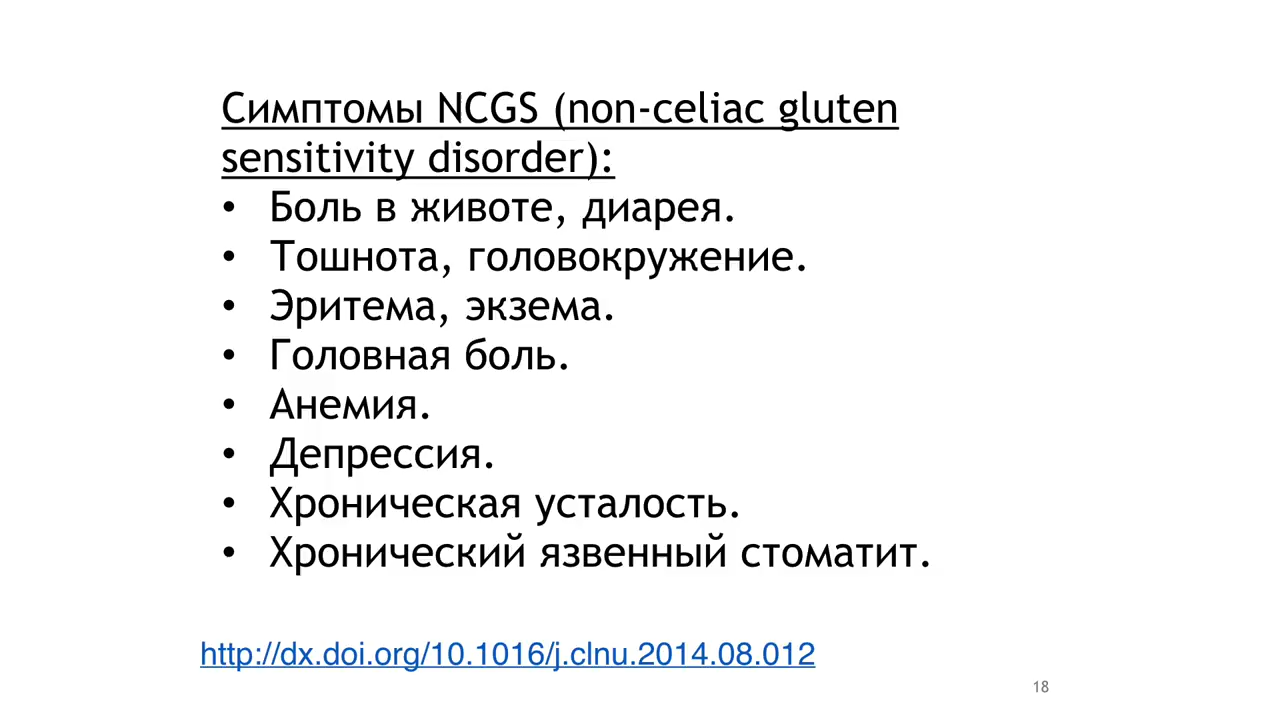 Симптомы NCGS (non-celiac gluten
sensitivity disorder):
• Боль в животе, диарея.
• Тошнота, головокружение.
• Эритема, экзема.
• Головная боль.
• Анемия.
• Депрессия.
• Хроническая усталость.
• Хронический язвенный стоматит.
http://dx.doi.org/10.1016/j.clnu.2014.08.012
18